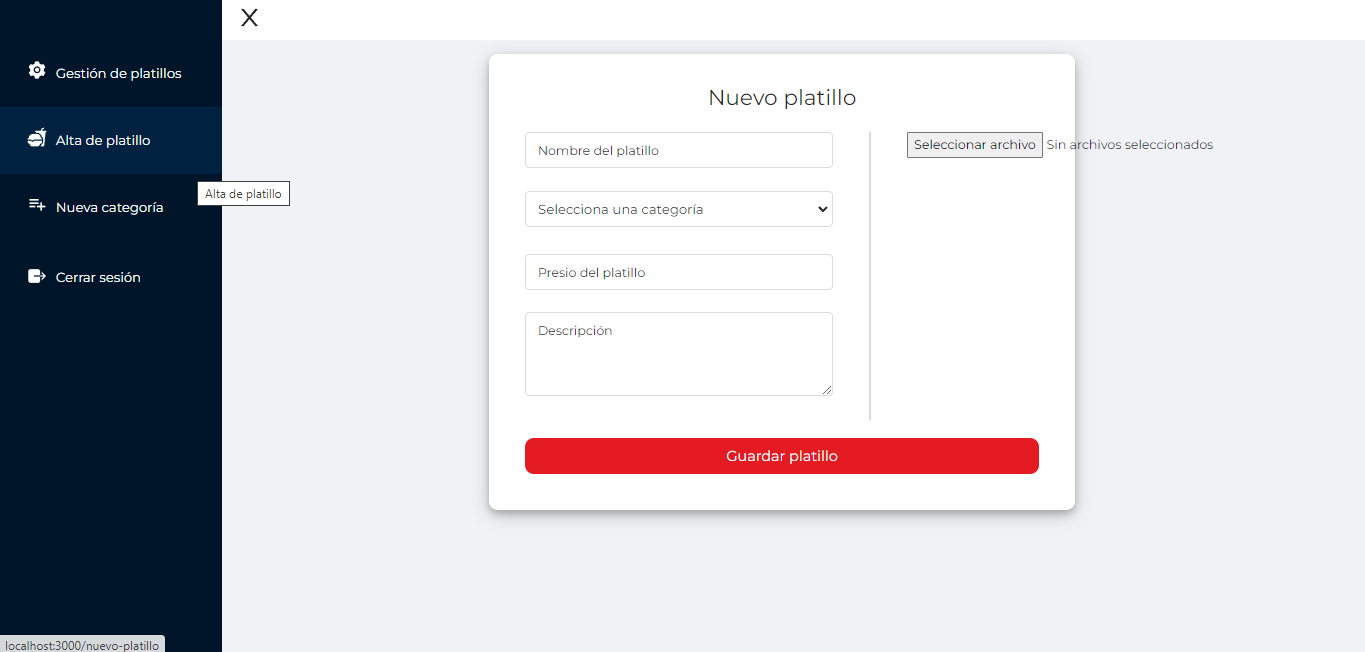 X
Gestión de platillos
Alta de platillo
Alta de platillo
Nueva categoría
Cerrar sesión
Nuevo platillo
Nombre del platillo
Selecciona una categoría
Presio del platillo
Descripción
Seleccionar archivo Sin archivos seleccionados
Guardar platillo
localhost:3000/nuevo-platillo